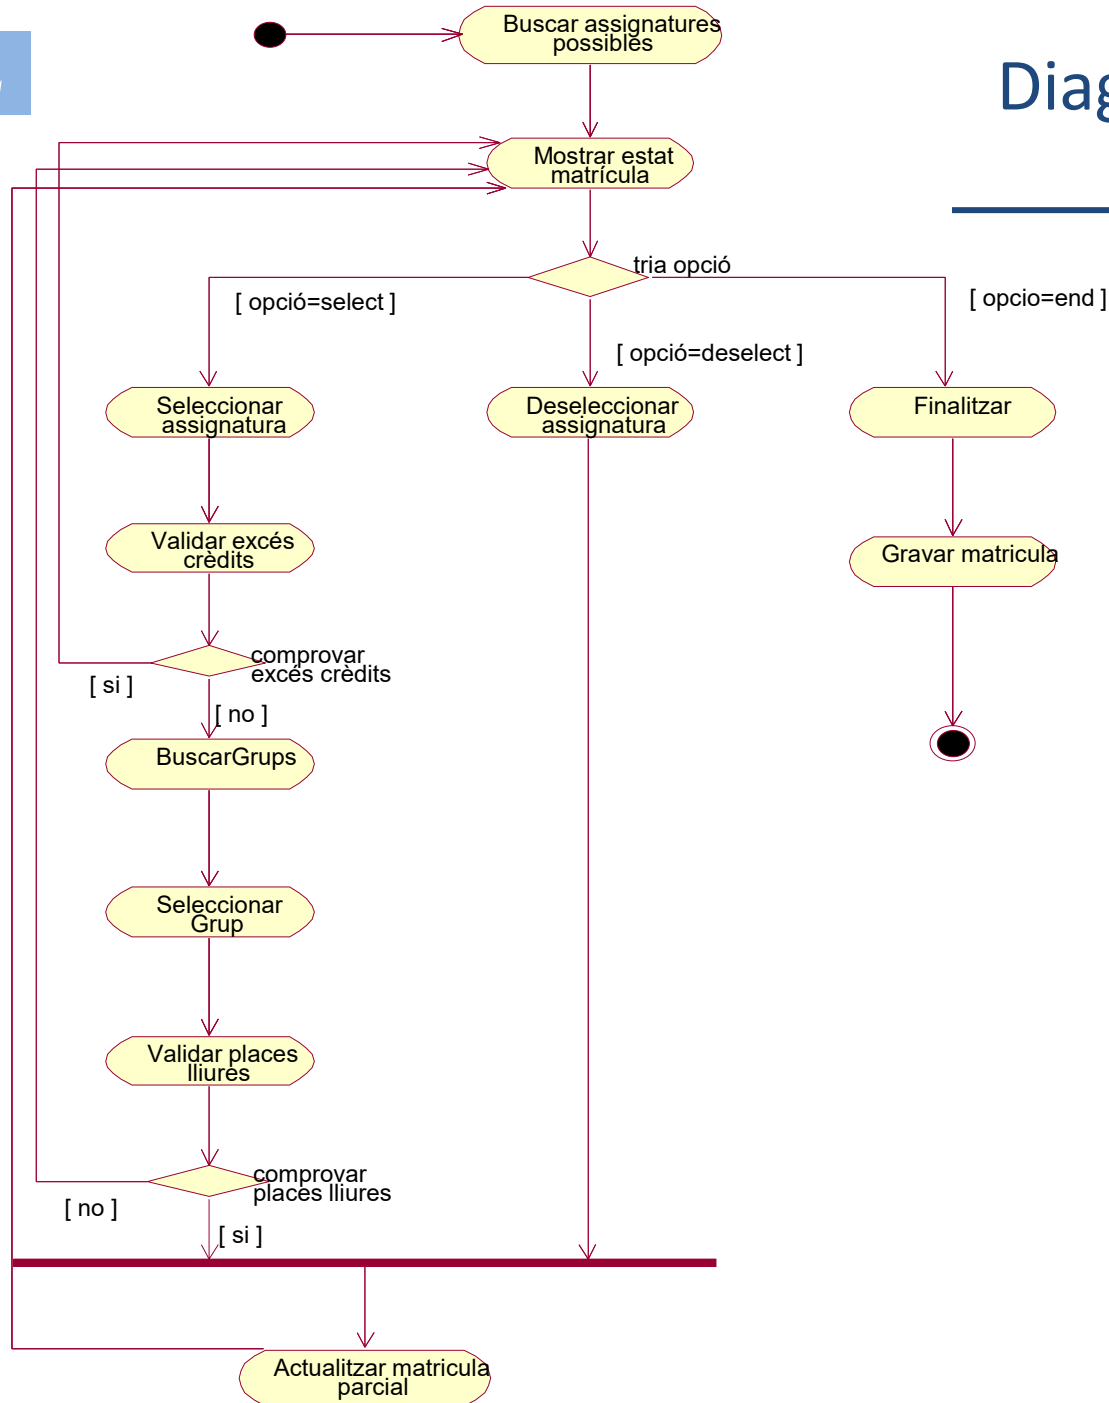 Buscar assignatures
possibles
Diag
Mostrar estat
matrícula
tria opció
[ opció=select ]
[ opcio=end ]
[ opció=deselect ]
Seleccionar
assignatura
Deseleccionar
assignatura
Finalitzar
Validar excés
crèdits
Gravar matricula
comprovar
excés crèdits
[ si ]
[ no ]
BuscarGrups
Seleccionar
Grup
Validar places
lliures
comprovar
places lliures
[ no ]
[ si ]
Actualitzar matricula
parcial